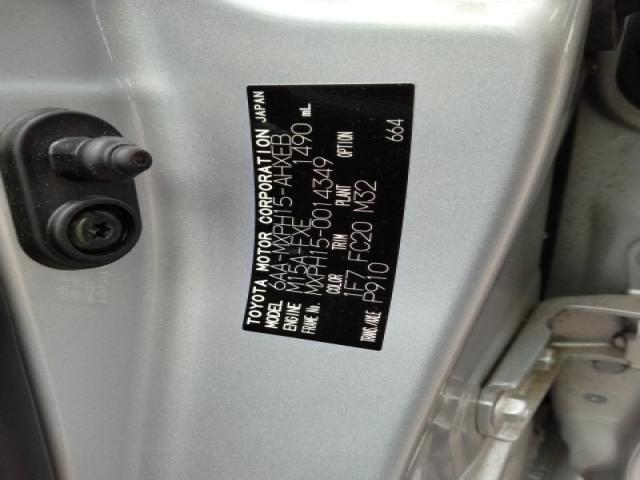 TOYOTA MOTOR CORPORATION JAPAN
MODEL 6AA-MXPH15-AHXEB
ENGINE M15A-FXE 1490 mL
FRAME No. MXPH15-0014349
COLOR TRIM PLANT OPTION
1F7 FC20 M32
TRANS./AXLE P910 664